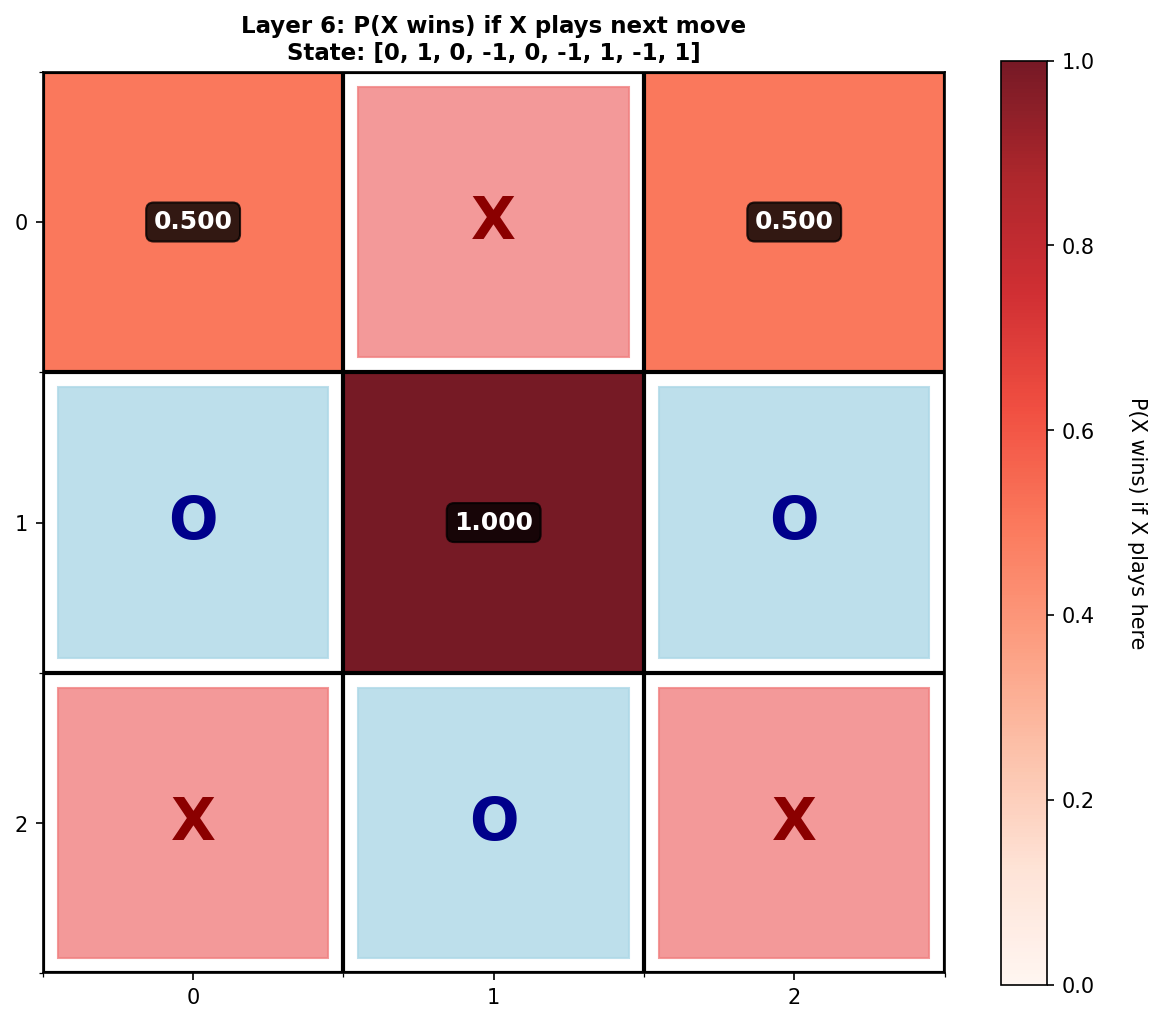 Layer 6: P(X wins) if X plays next move
State: [0, 1, 0, -1, 0, -1, 1, -1, 1]
0
0.500
X
0.500
1
O
1.000
O
2
X
O
X
0
1
2
1.0
0.8
0.6
0.4
0.2
0.0
P(X wins) if X plays here